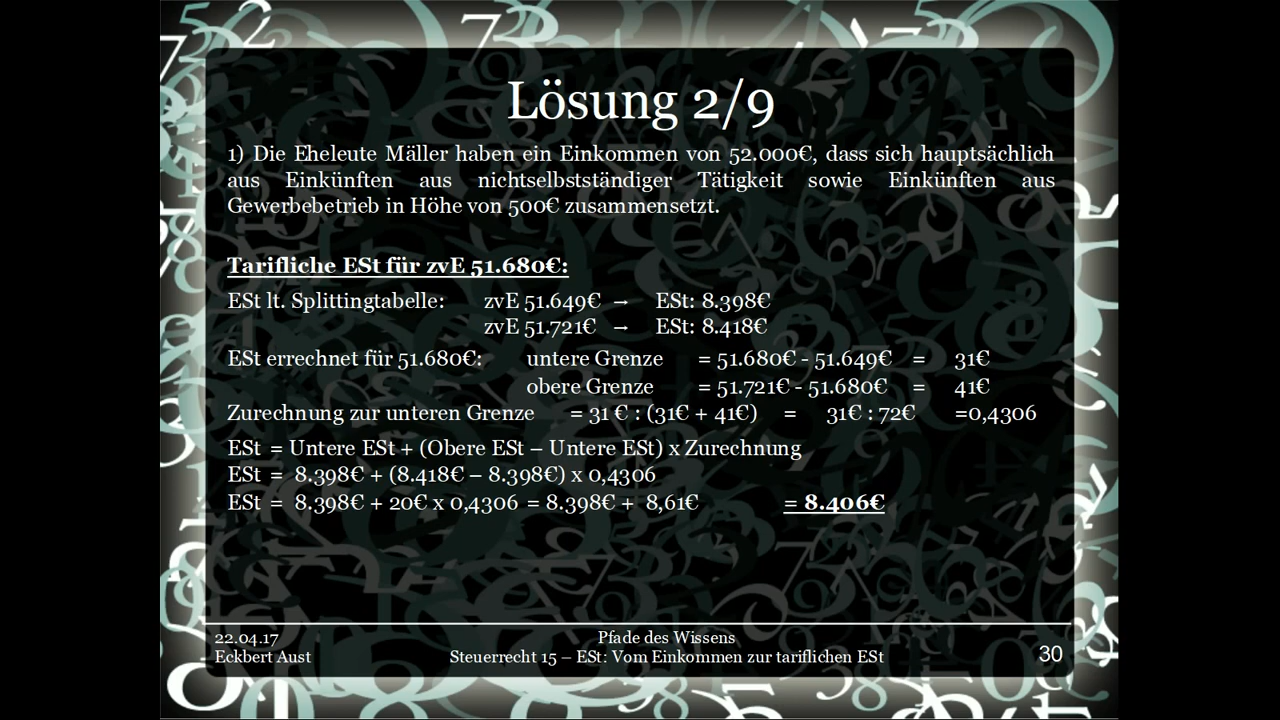 Lösung 2/9
1) Die Eheleute Mäller haben ein Einkommen von 52.000€, dass sich hauptsächlich
aus Einkünften aus nichtselbstständiger Tätigkeit sowie Einkünften aus
Gewerbebetrieb in Höhe von 500€ zusammensetzt.
Tarifliche ESt für zvE 51.680€:
ESt lt. Splittingtabelle: zvE 51.649€ → ESt: 8.398€
zvE 51.721€ → ESt: 8.418€
ESt errechnet für 51.680€: untere Grenze = 51.680€ - 51.649€ = 31€
obere Grenze = 51.721€ - 51.680€ = 41€
Zurechnung zur unteren Grenze = 31 € : (31€ + 41€) = 31€ : 72€ =0,4306
ESt = Untere ESt + (Obere ESt – Untere ESt) x Zurechnung
ESt = 8.398€ + (8.418€ – 8.398€) x 0,4306
ESt = 8.398€ + 20€ x 0,4306 = 8.398€ + 8,61€ = 8.406€
22.04.17 Pfade des Wissens
Eckbert Aust Steuerrecht 15 – ESt: Vom Einkommen zur tariflichen ESt 30